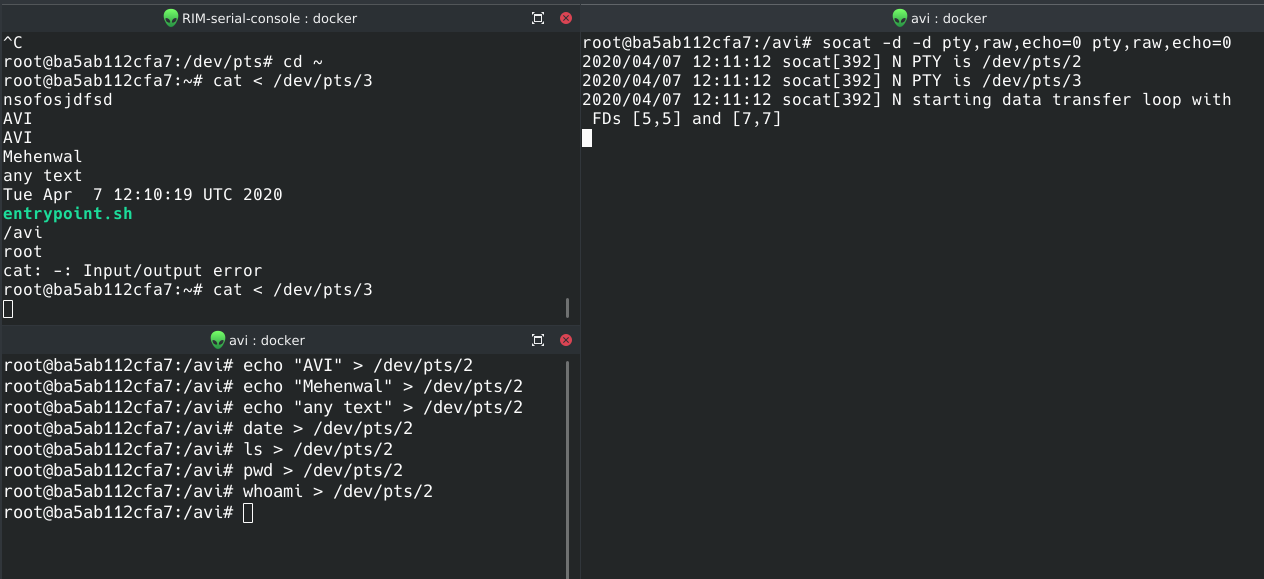 RIM-serial-console : docker
^C
root@ba5ab112cfa7:/dev/pts# cd ~
root@ba5ab112cfa7:~# cat < /dev/pts/3
nsofosjdfsd
AVI
AVI
Mehenwal
any text
Tue Apr  7 12:10:19 UTC 2020
entrypoint.sh
/avi
root
cat: -: Input/output error
root@ba5ab112cfa7:~# cat < /dev/pts/3
avi : docker
root@ba5ab112cfa7:/avi# echo "AVI" > /dev/pts/2
root@ba5ab112cfa7:/avi# echo "Mehenwal" > /dev/pts/2
root@ba5ab112cfa7:/avi# echo "any text" > /dev/pts/2
root@ba5ab112cfa7:/avi# date > /dev/pts/2
root@ba5ab112cfa7:/avi# ls > /dev/pts/2
root@ba5ab112cfa7:/avi# pwd > /dev/pts/2
root@ba5ab112cfa7:/avi# whoami > /dev/pts/2
root@ba5ab112cfa7:/avi#
avi : docker
root@ba5ab112cfa7:/avi# socat -d -d pty,raw,echo=0 pty,raw,echo=0
2020/04/07 12:11:12 socat[392] N PTY is /dev/pts/2
2020/04/07 12:11:12 socat[392] N PTY is /dev/pts/3
2020/04/07 12:11:12 socat[392] N starting data transfer loop with
FDs [5,5] and [7,7]